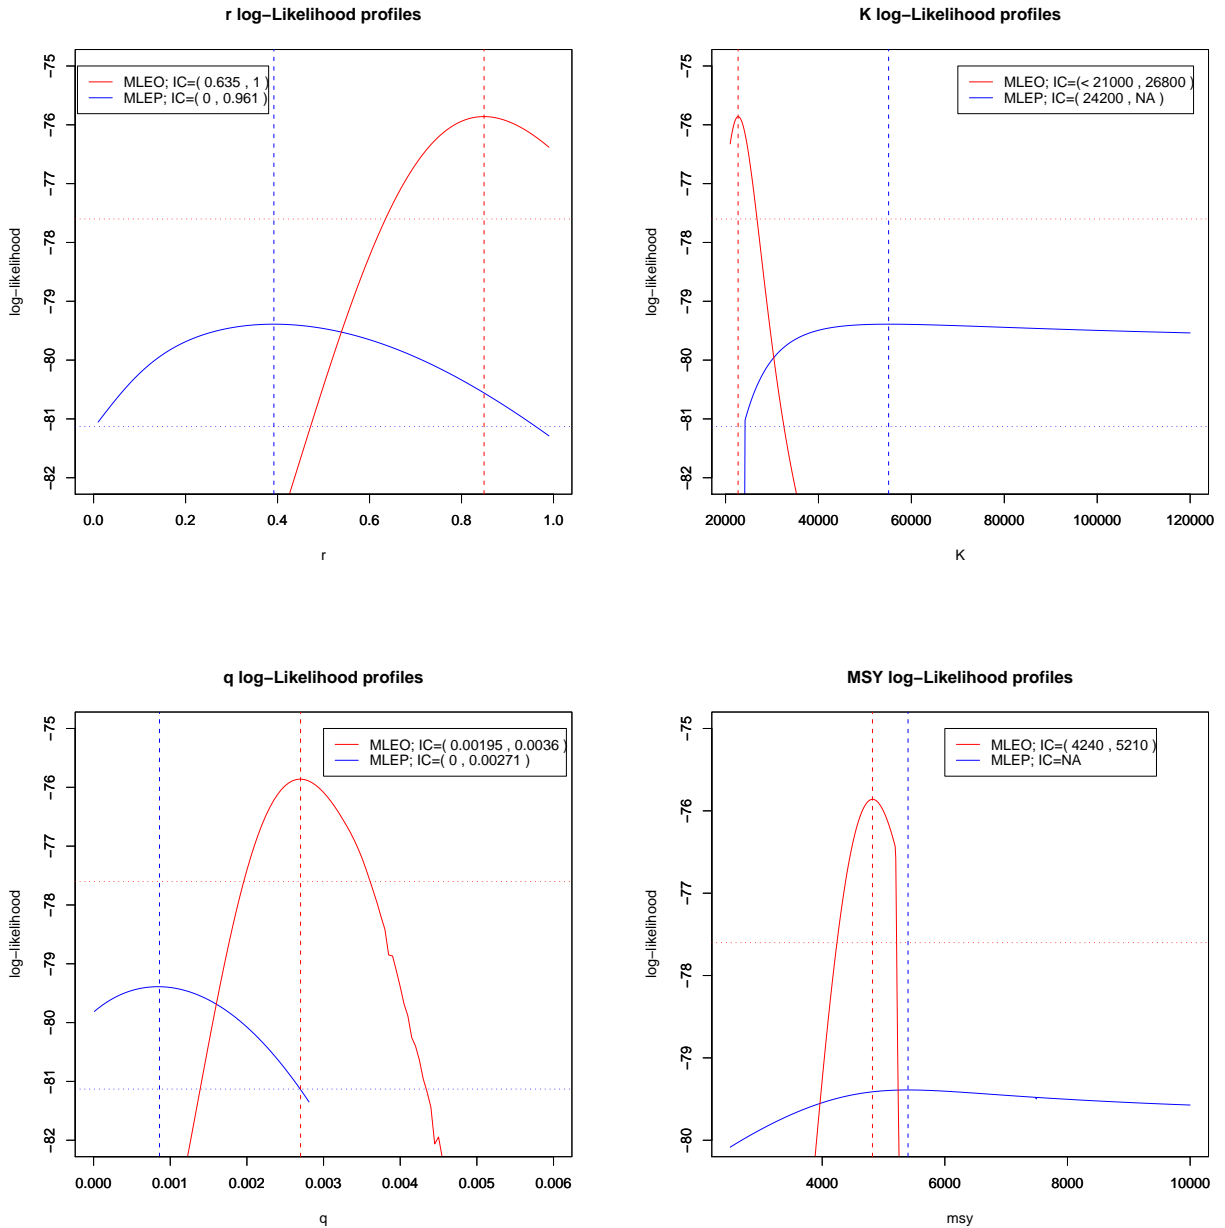 r log−Likelihood profiles
log−likelihood
−75
−76
−77
−78
−79
−80
−81
−82
MLEO; IC=( 0.635 , 1 )
MLEP; IC=( 0 , 0.961 )
0.0 0.2 0.4 0.6 0.8 1.0
r
K log−Likelihood profiles
log−likelihood
−75
−76
−77
−78
−79
−80
−81
−82
MLEO; IC=(< 21000 , 26800 )
MLEP; IC=( 24200 , NA )
20000 40000 60000 80000 100000 120000
K
q log−Likelihood profiles
log−likelihood
−75
−76
−77
−78
−79
−80
−81
−82
MLEO; IC=( 0.00195 , 0.0036 )
MLEP; IC=( 0 , 0.00271 )
0.000 0.001 0.002 0.003 0.004 0.005 0.006
q
MSY log−Likelihood profiles
log−likelihood
−75
−76
−77
−78
−79
−80
MLEO; IC=( 4240 , 5210 )
MLEP; IC=NA
4000 6000 8000 10000
msy